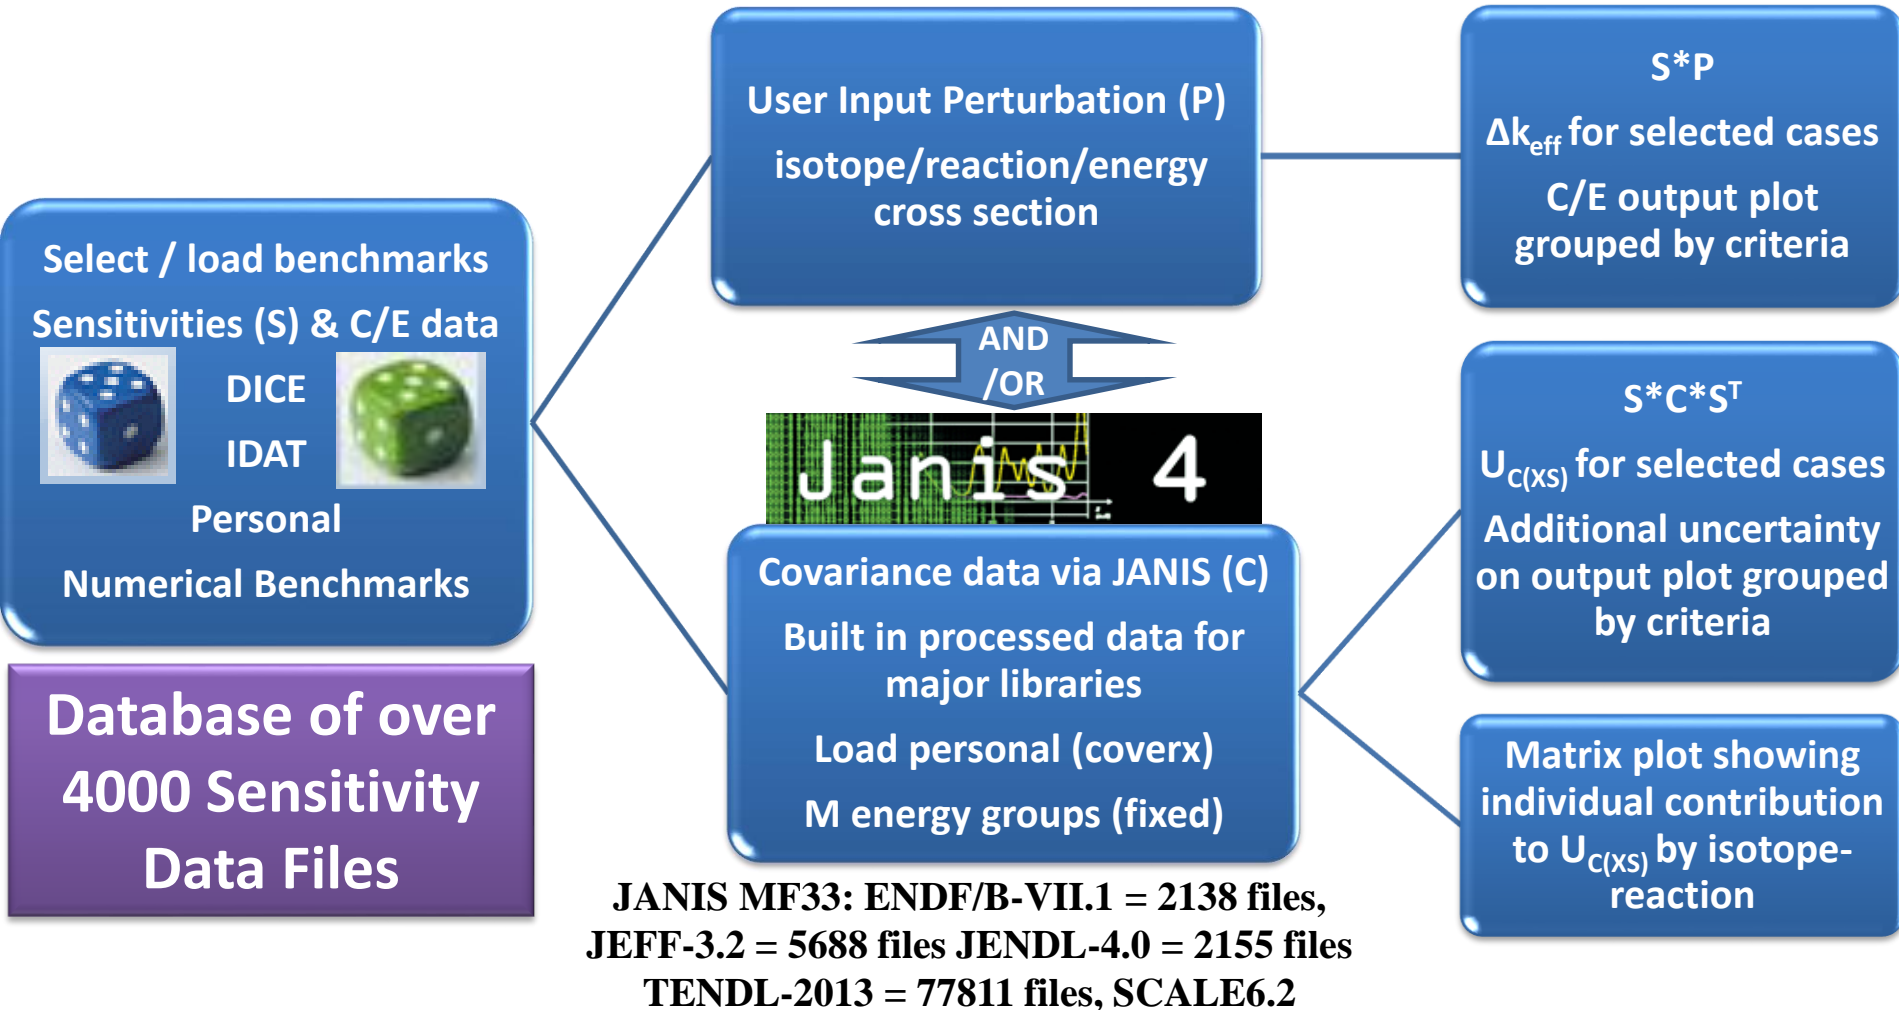 Select / load benchmarks
Sensitivities (S) & C/E data
DICE
IDAT
Personal
Numerical Benchmarks
Database of over
4000 Sensitivity
Data Files
User Input Perturbation (P)
isotope/reaction/energy
cross section
AND
/OR
Janis 4
Covariance data via JANIS (C)
Built in processed data for
major libraries
Load personal (coverx)
M energy groups (fixed)
JANIS MF33: ENDF/B-VII.1 = 2138 files,
JEFF-3.2 = 5688 files JENDL-4.0 = 2155 files
TENDL-2013 = 77811 files, SCALE6.2
S*P
Δkeff for selected cases
C/E output plot
grouped by criteria
S*C*Sᵀ
UC(XS) for selected cases
Additional uncertainty
on output plot grouped
by criteria
Matrix plot showing
individual contribution
to UC(XS) by isotope-
reaction